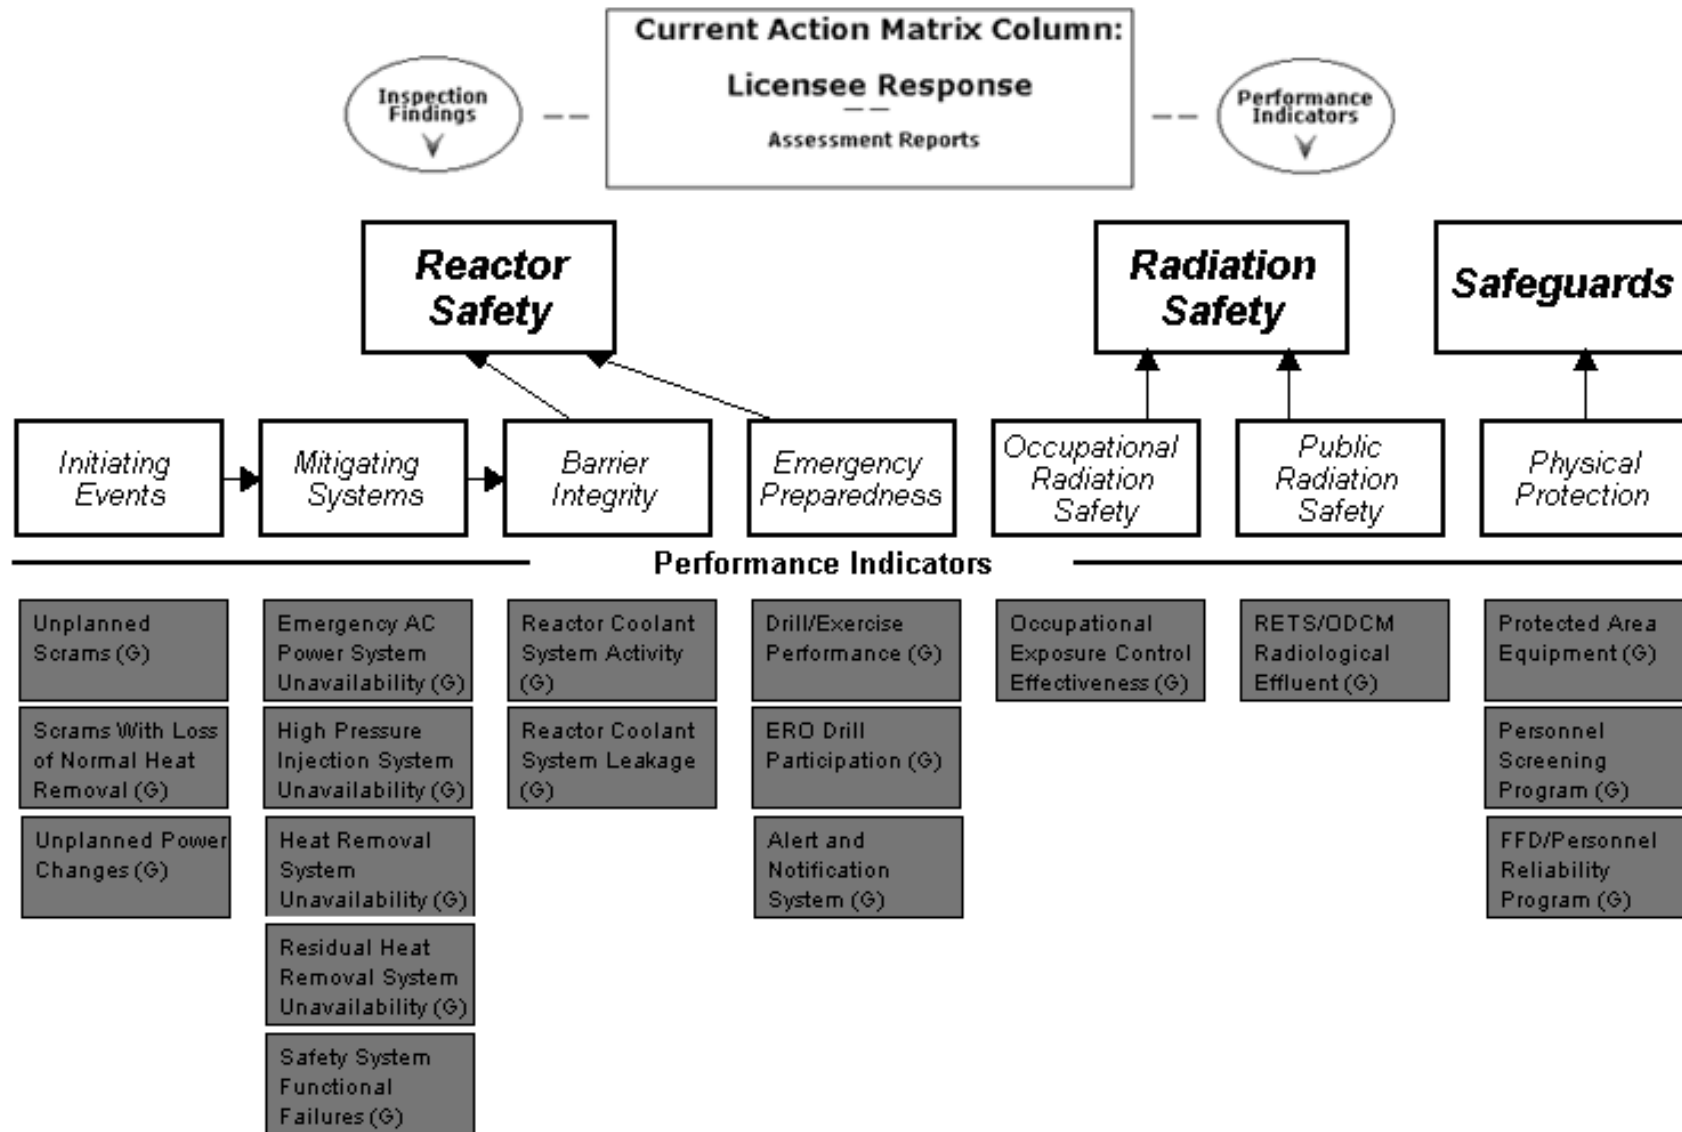 Current Action Matrix Column:
Licensee Response
Assessment Reports
Inspection
Findings
Performance
Indicators
Reactor
Safety
Radiation
Safety
Safeguards
Initiating
Events
Mitigating
Systems
Barrier
Integrity
Emergency
Preparedness
Occupational
Radiation
Safety
Public
Radiation
Safety
Physical
Protection
Performance Indicators
Unplanned
Scrams (G)
Scrams With Loss
of Normal Heat
Removal (G)
Unplanned Power
Changes (G)
Emergency AC
Power System
Unavailability (G)
High Pressure
Injection System
Unavailability (G)
Heat Removal
System
Unavailability (G)
Residual Heat
Removal System
Unavailability (G)
Safety System
Functional
Failures (G)
Reactor Coolant
System Activity
(G)
Reactor Coolant
System Leakage
(G)
Drill/Exercise
Performance (G)
ERO Drill
Participation (G)
Alert and
Notification
System (G)
Occupational
Exposure Control
Effectiveness (G)
RETS/ODCM
Radiological
Effluent (G)
Protected Area
Equipment (G)
Personnel
Screening
Program (G)
FFD/Personnel
Reliability
Program (G)